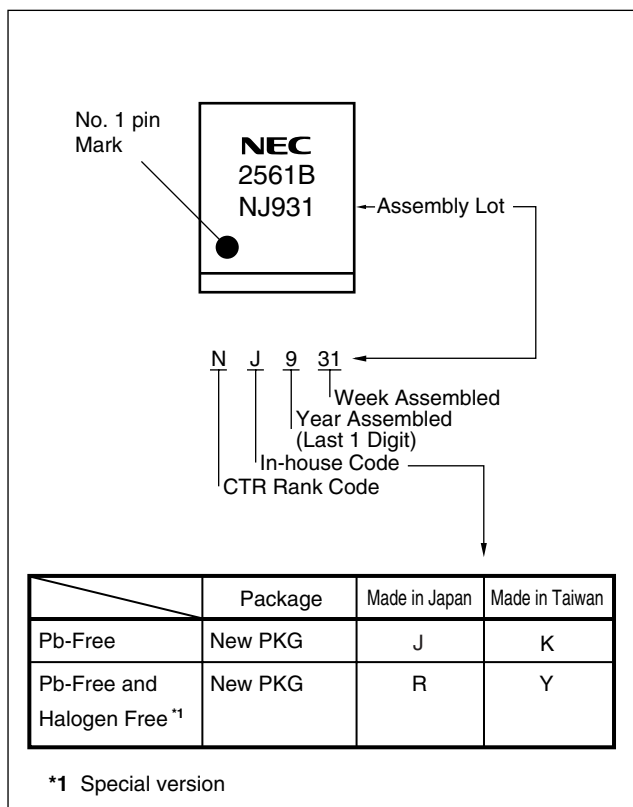 No. 1 pin
Mark
NEC
2561B
NJ931
Assembly Lot
N J 9 31
Week Assembled
Year Assembled
(Last 1 Digit)
In-house Code
CTR Rank Code
Package Made in Japan Made in Taiwan
Pb-Free New PKG J K
Pb-Free and New PKG R Y
Halogen Free *1
*1 Special version